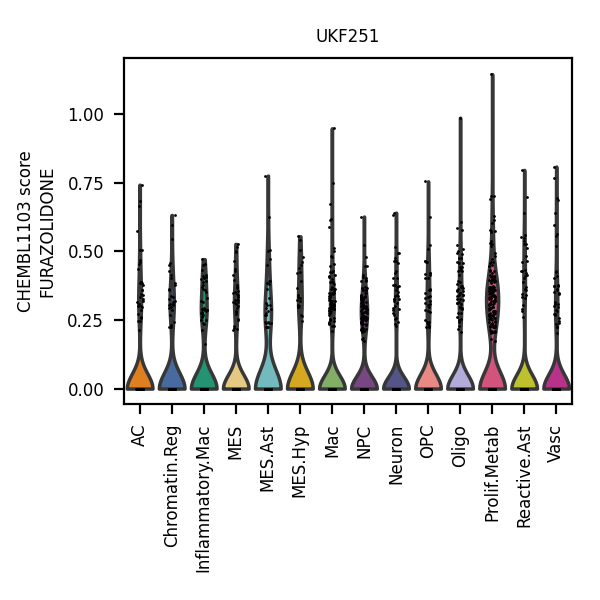 UKF251
CHEMBL1103 score
FURAZOLIDONE
1.00
0.75
0.50
0.25
0.00
AC
Chromatin.Reg
Inflammatory.Mac
MES
MES.Ast
MES.Hyp
Mac
NPC
Neuron
OPC
Oligo
Prolif.Metab
Reactive.Ast
Vasc